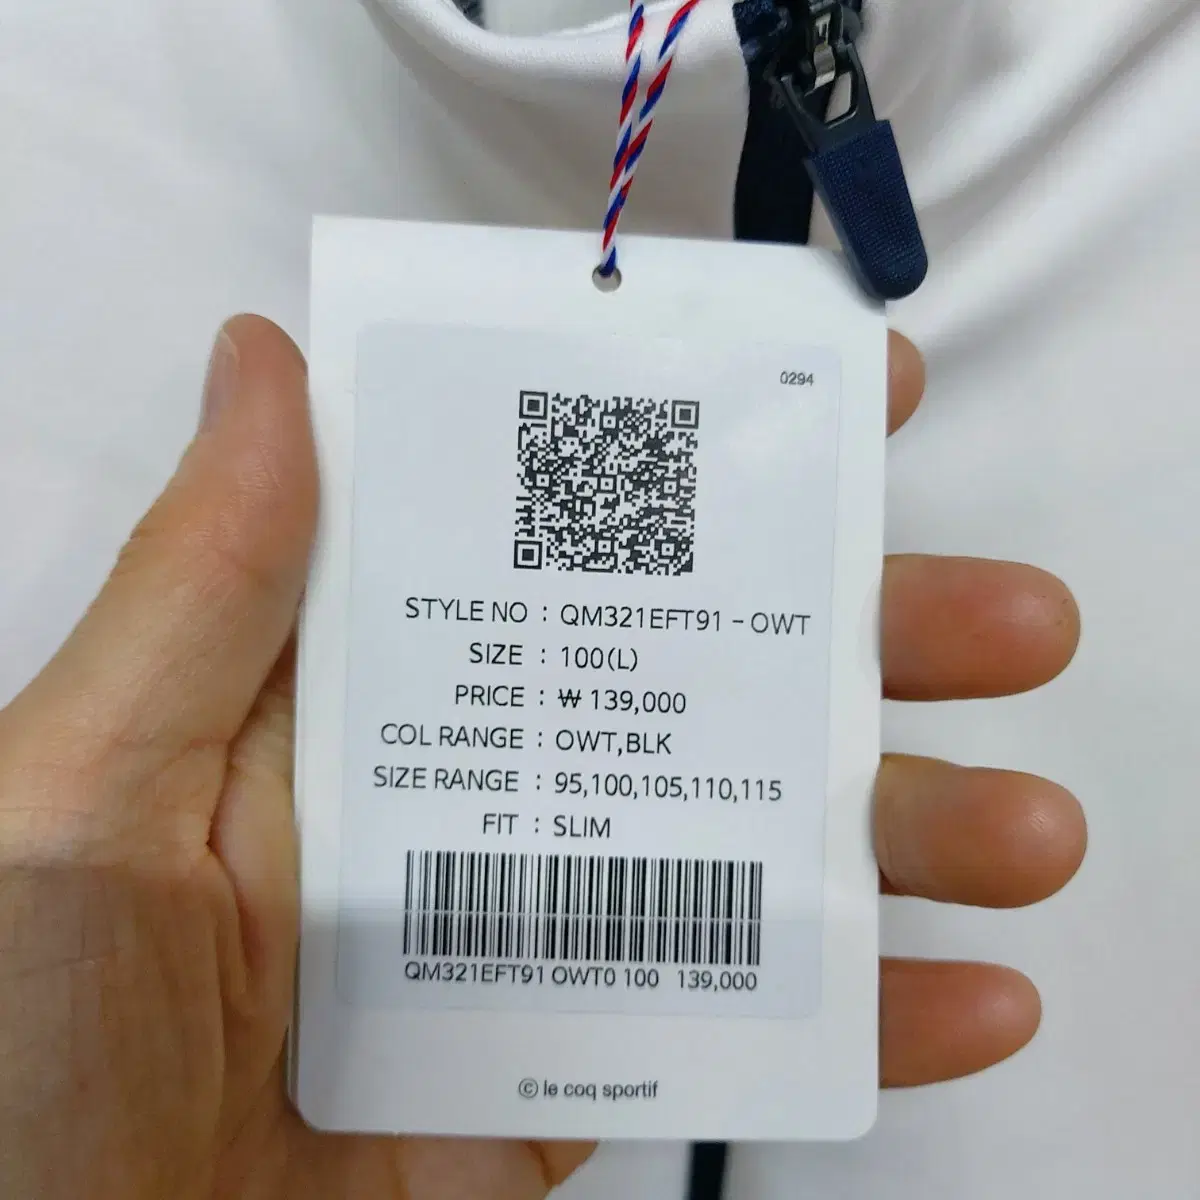 0294
STYLE NO : QM321EFT91 - OWT
SIZE : 100(L)
PRICE : ₩ 139,000
COL RANGE : OWT,BLK
SIZE RANGE : 95,100,105,110,115
FIT : SLIM
QM321EFT91 OWT0 100 139,000
© le coq sportif